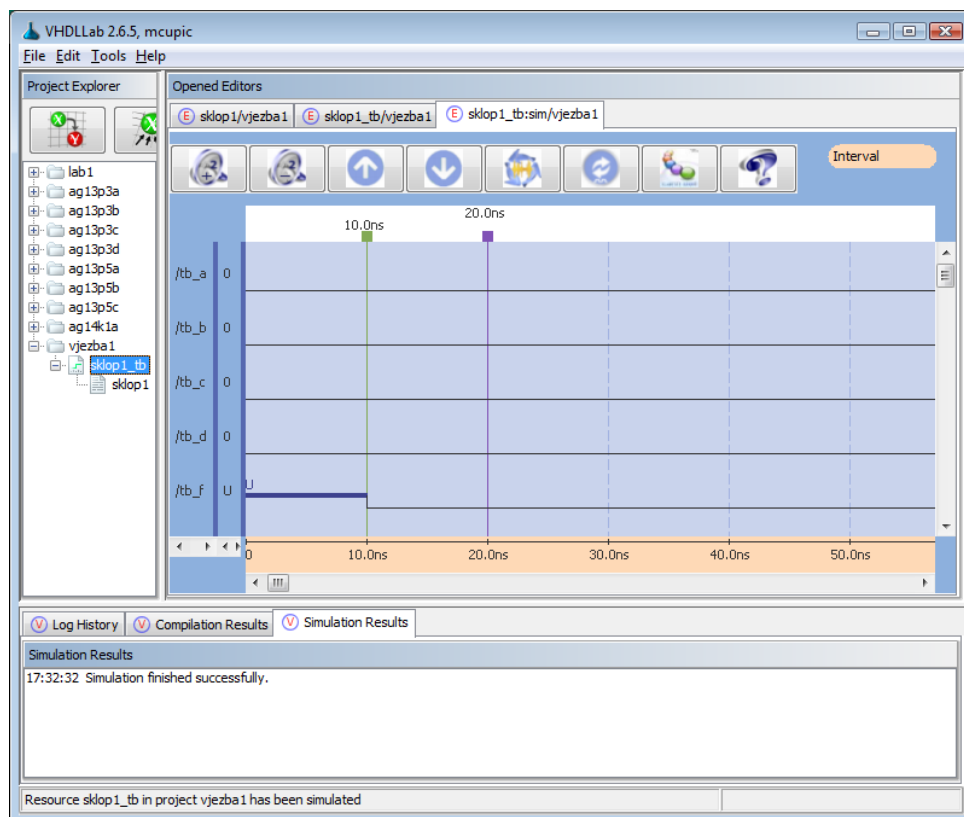 VHDLLab 2.6.5, mcupic
File Edit Tools Help
Project Explorer
X
Y
X
lab1
ag13p3a
ag13p3b
ag13p3c
ag13p3d
ag13p5a
ag13p5b
ag13p5c
ag14k1a
vjezba1
sklop1_tb
sklop1
Opened Editors
E sklop1/vjezba1 E sklop1_tb/vjezba1 E sklop1_tb:sim/vjezba1
Interval
20.0ns
10.0ns
/tb_a 0
/tb_b 0
/tb_c 0
/tb_d 0
/tb_f U U
0 10.0ns 20.0ns 30.0ns 40.0ns 50.0ns
V Log History V Compilation Results V Simulation Results
Simulation Results
17:32:32 Simulation finished successfully.
Resource sklop1_tb in project vjezba1 has been simulated